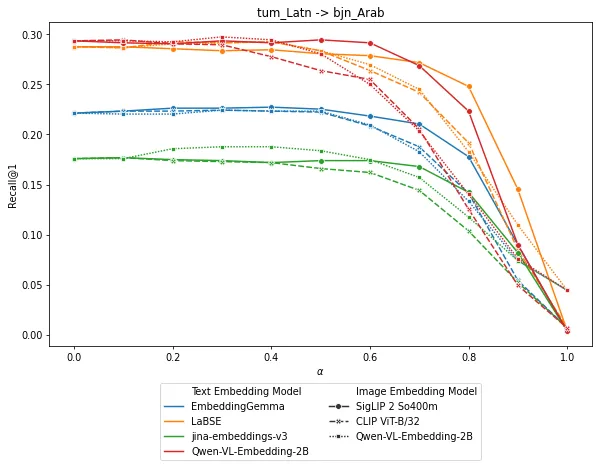 tum_Latn -> bjn_Arab
0.30
0.25
0.20
0.15
0.10
0.05
0.00
Recall@1
0.0 0.2 0.4 0.6 0.8 1.0
α
Text Embedding Model
EmbeddingGemma
LaBSE
jina-embeddings-v3
Qwen-VL-Embedding-2B
Image Embedding Model
SigLIP 2 So400m
CLIP ViT-B/32
Qwen-VL-Embedding-2B